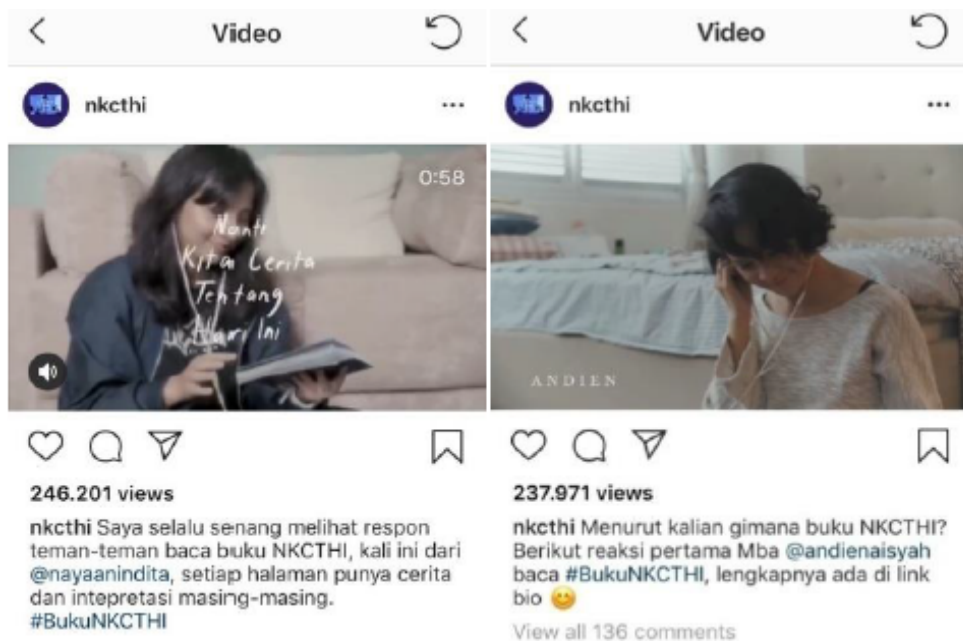 Video
nkcthi
0:58
Nanti
Kita Cerita
Tentang
Hari Ini
246.201 views
nkcthi Saya selalu senang melihat respon
teman-teman baca buku NKCTHI, kali ini dari
@nayaanindita, setiap halaman punya cerita
dan intepretasi masing-masing.
#BukuNKCTHI
Video
nkcthi
ANDIEN
237.971 views
nkcthi Menurut kalian gimana buku NKCTHI?
Berikut reaksi pertama Mba @andienaisyah
baca #BukuNKCTHI, lengkapnya ada di link
bio 😊
View all 136 comments